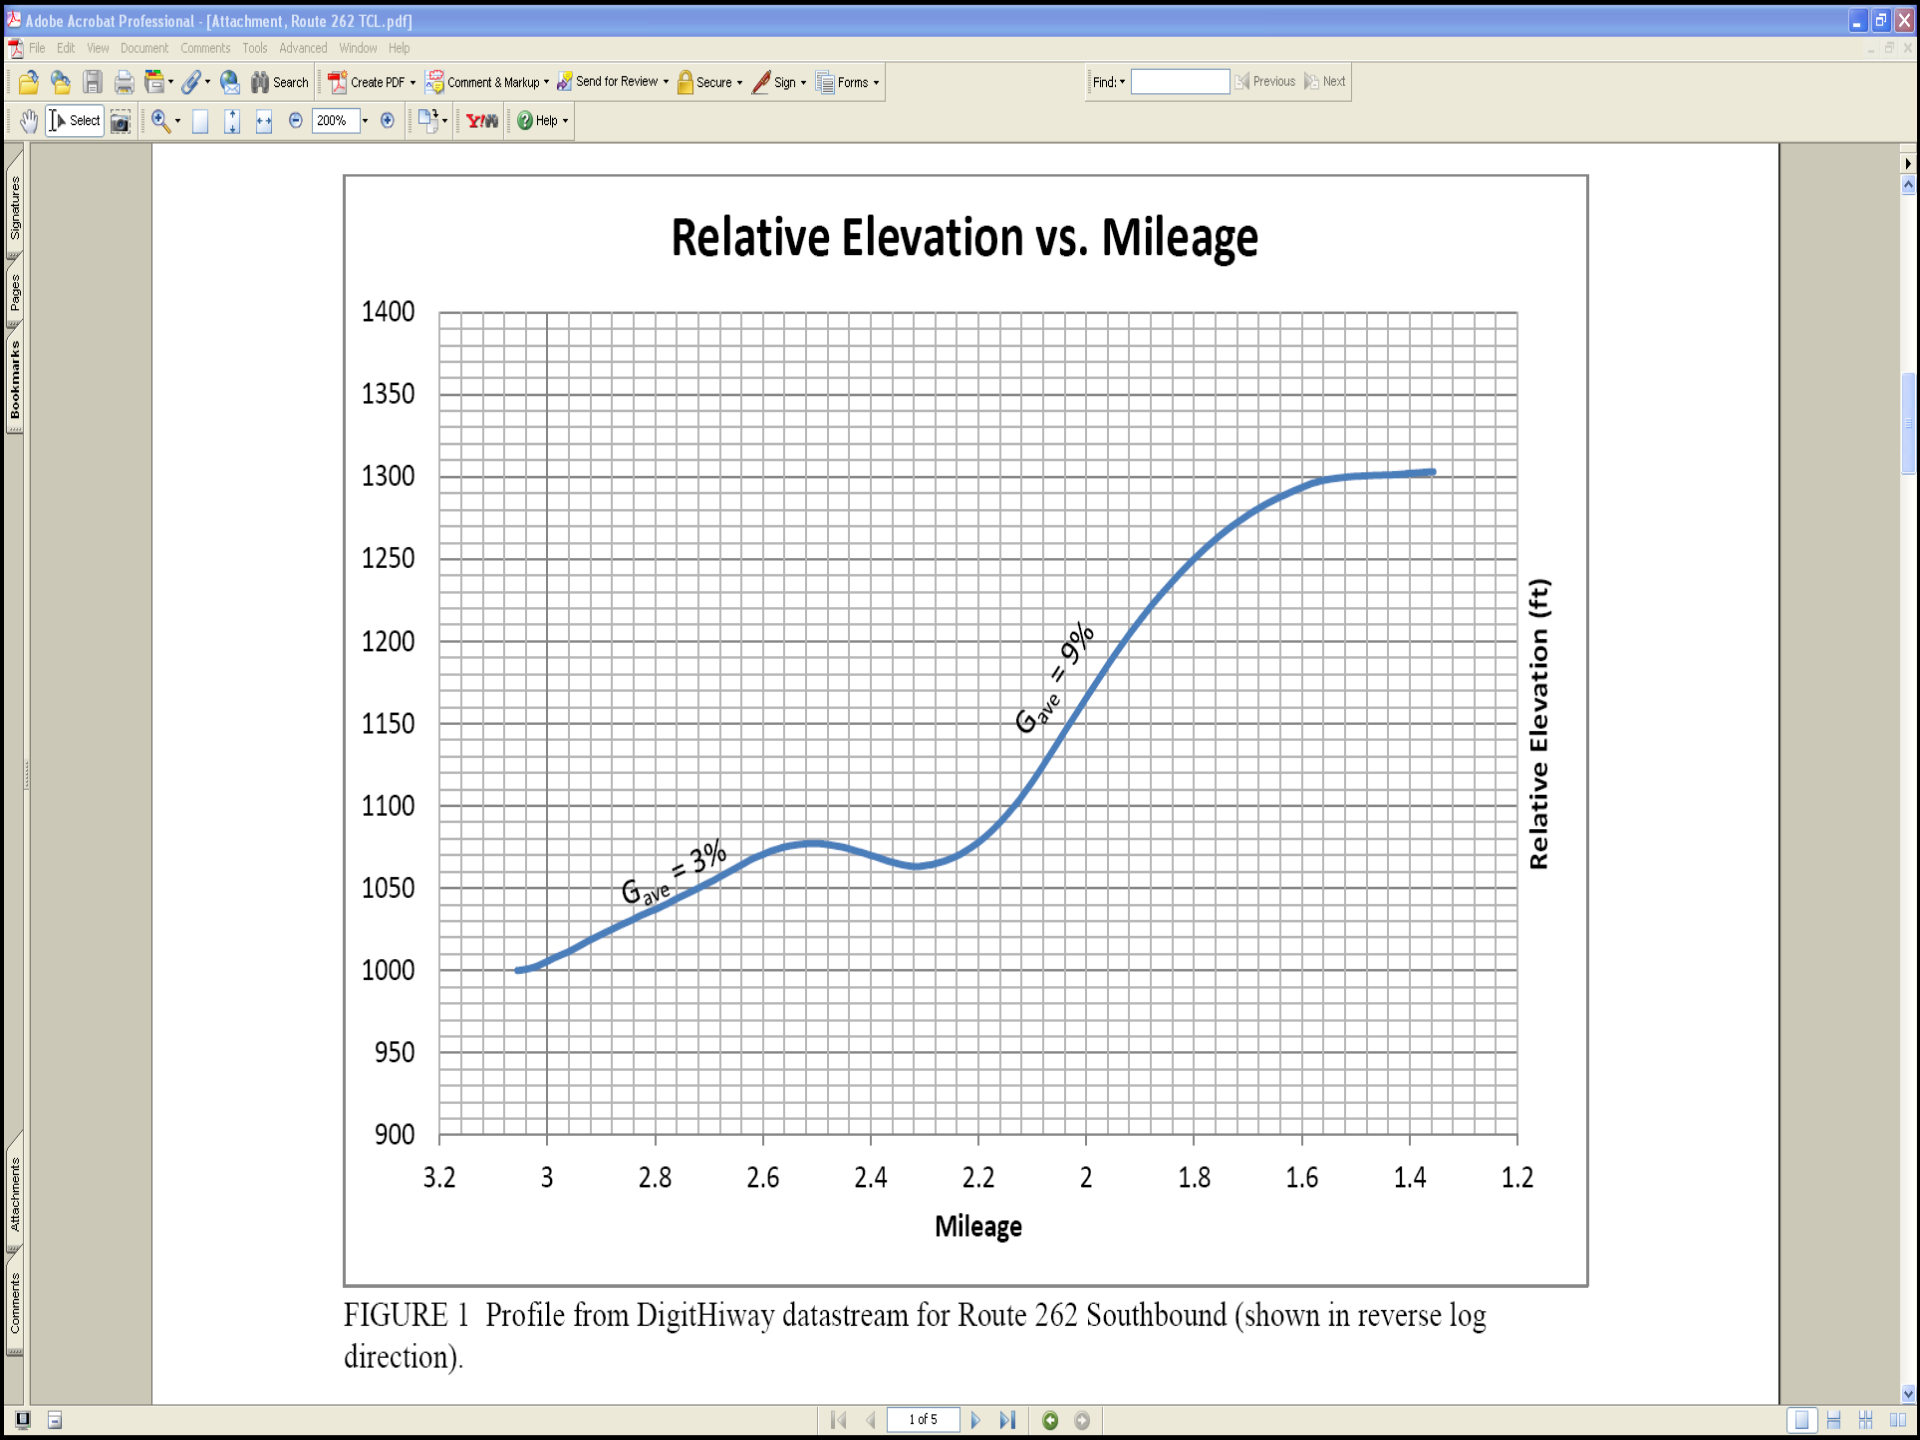 Adobe Acrobat Professional - [Attachment, Route 262 TCL.pdf]
File Edit View Document Comments Tools Advanced Window Help
Search Create PDF Comment & Markup Send for Review Secure Sign Forms Find: Previous Next
Select 200% Y! Help
Signatures
Pages
Bookmarks
Attachments
Comments
Relative Elevation vs. Mileage
1400
1350
1300
1250
1200
1150
1100
1050
1000
950
900
Gave = 3%
Gave = 9%
Relative Elevation (ft)
3.2 3 2.8 2.6 2.4 2.2 2 1.8 1.6 1.4 1.2
Mileage
FIGURE 1 Profile from DigitHiway datastream for Route 262 Southbound (shown in reverse log
direction).
1 of 5